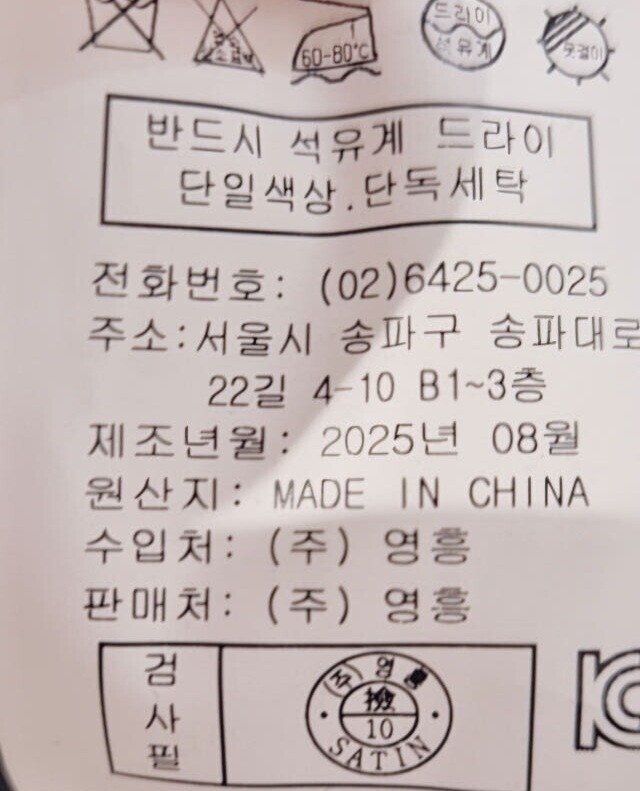 60-80℃
드라이
석유계
옷걸이
반드시 석유계 드라이
단일색상.단독세탁
전화번호: (02)6425-0025
주소:서울시 송파구 송파대로
22길 4-10 B1~3층
제조년월: 2025년 08월
원산지: MADE IN CHINA
수입처: (주) 영흥
판매처: (주) 영흥
검사필
(주)영흥
檢
10
SATIN